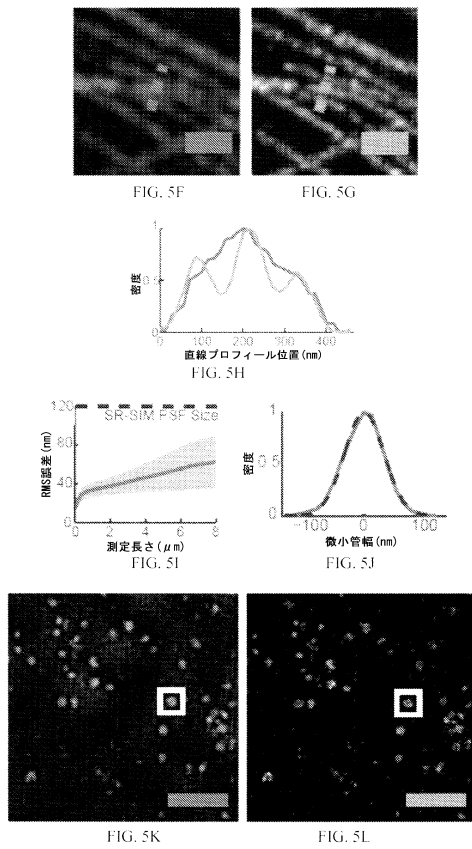 FIG. 5F
FIG. 5G
1
0.5
0
密度
0 100 200 300 400
直線プロフィール位置(nm)
FIG. 5H
120
80
40
0
RMS誤差(nm)
SR-SIM PSF Size
0 2 4 6 8
測定長さ(μm)
FIG. 5I
1
0.5
0
密度
-100 0 100
微小管幅(nm)
FIG. 5J
FIG. 5K
FIG. 5L